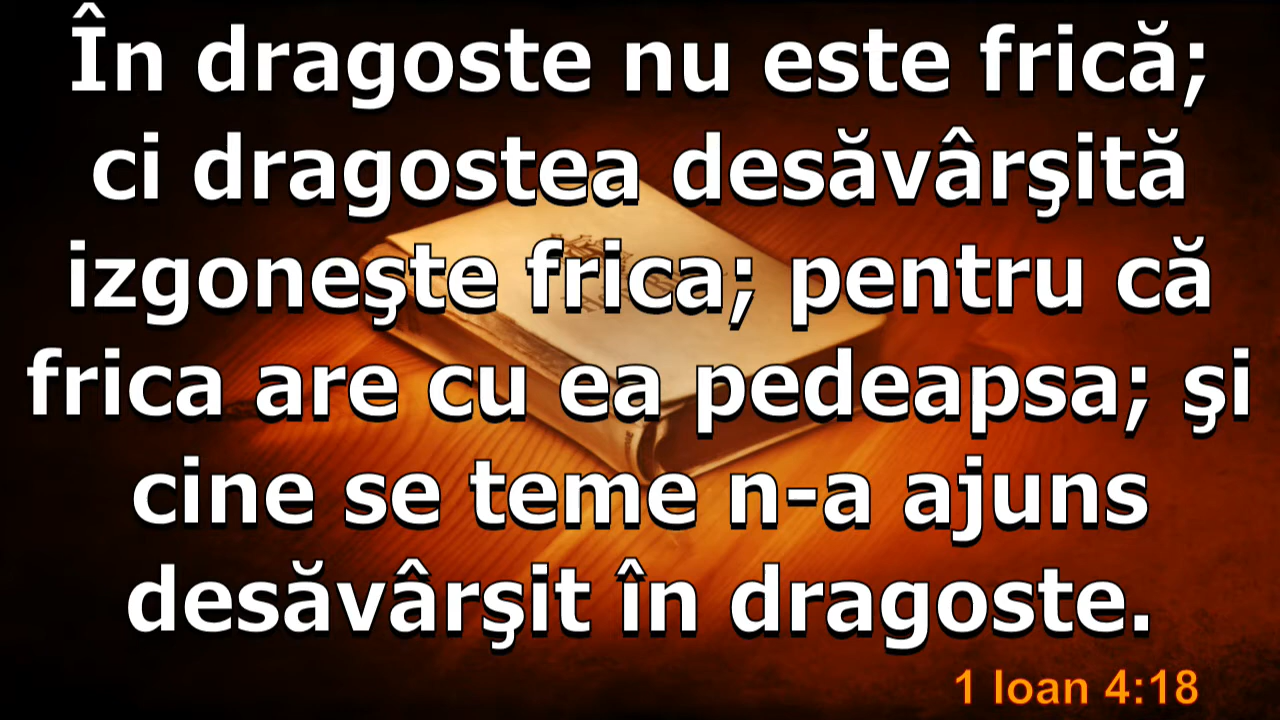 În dragoste nu este frică;
ci dragostea desăvârşită
izgoneşte frica; pentru că
frica are cu ea pedeapsa; şi
cine se teme n-a ajuns
desăvârşit în dragoste.
1 Ioan 4:18